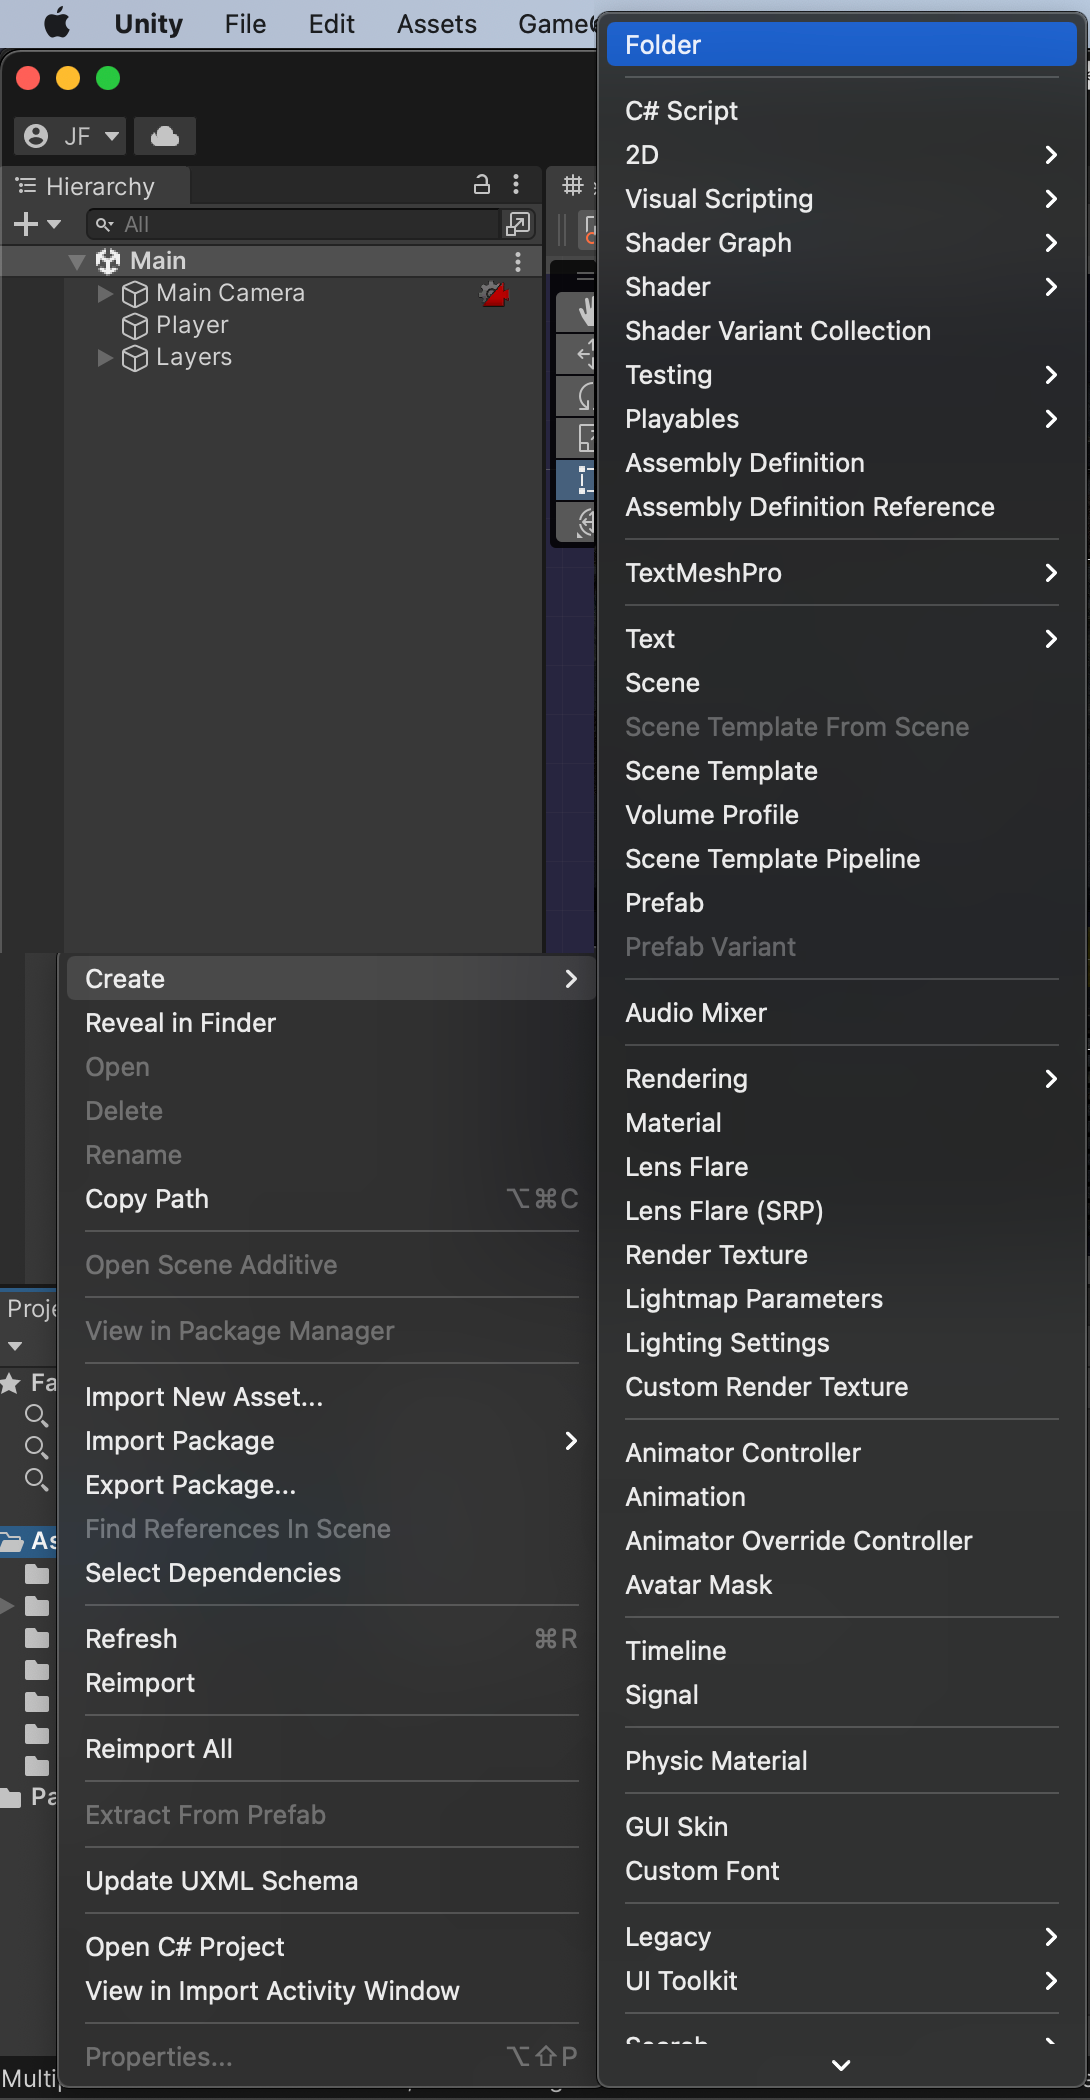 Unity File Edit Assets Game
JF
Hierarchy
All
Main
Main Camera
Player
Layers
Create
Reveal in Finder
Open
Delete
Rename
Copy Path ⌥⌘C
Open Scene Additive
View in Package Manager
Import New Asset...
Import Package
Export Package...
Find References In Scene
Select Dependencies
Refresh ⌘R
Reimport
Reimport All
Extract From Prefab
Update UXML Schema
Open C# Project
View in Import Activity Window
Properties... ⌥⇧P
Proje
Fa
As
Pa
Multi
Folder
C# Script
2D
Visual Scripting
Shader Graph
Shader
Shader Variant Collection
Testing
Playables
Assembly Definition
Assembly Definition Reference
TextMeshPro
Text
Scene
Scene Template From Scene
Scene Template
Volume Profile
Scene Template Pipeline
Prefab
Prefab Variant
Audio Mixer
Rendering
Material
Lens Flare
Lens Flare (SRP)
Render Texture
Lightmap Parameters
Lighting Settings
Custom Render Texture
Animator Controller
Animation
Animator Override Controller
Avatar Mask
Timeline
Signal
Physic Material
GUI Skin
Custom Font
Legacy
UI Toolkit
Search